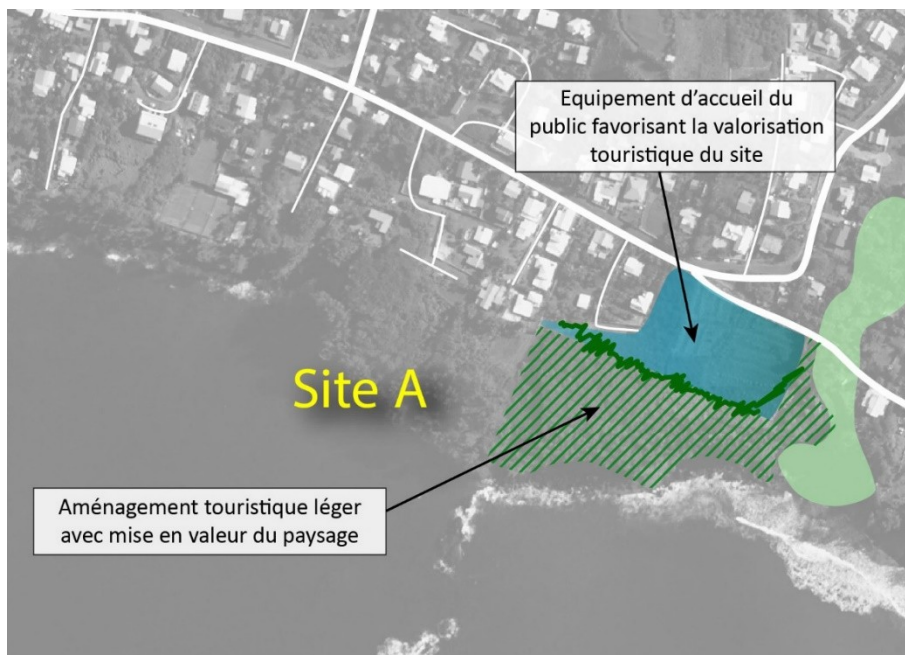 Equipement d'accueil du
public favorisant la valorisation
touristique du site
Site A
Aménagement touristique léger
avec mise en valeur du paysage